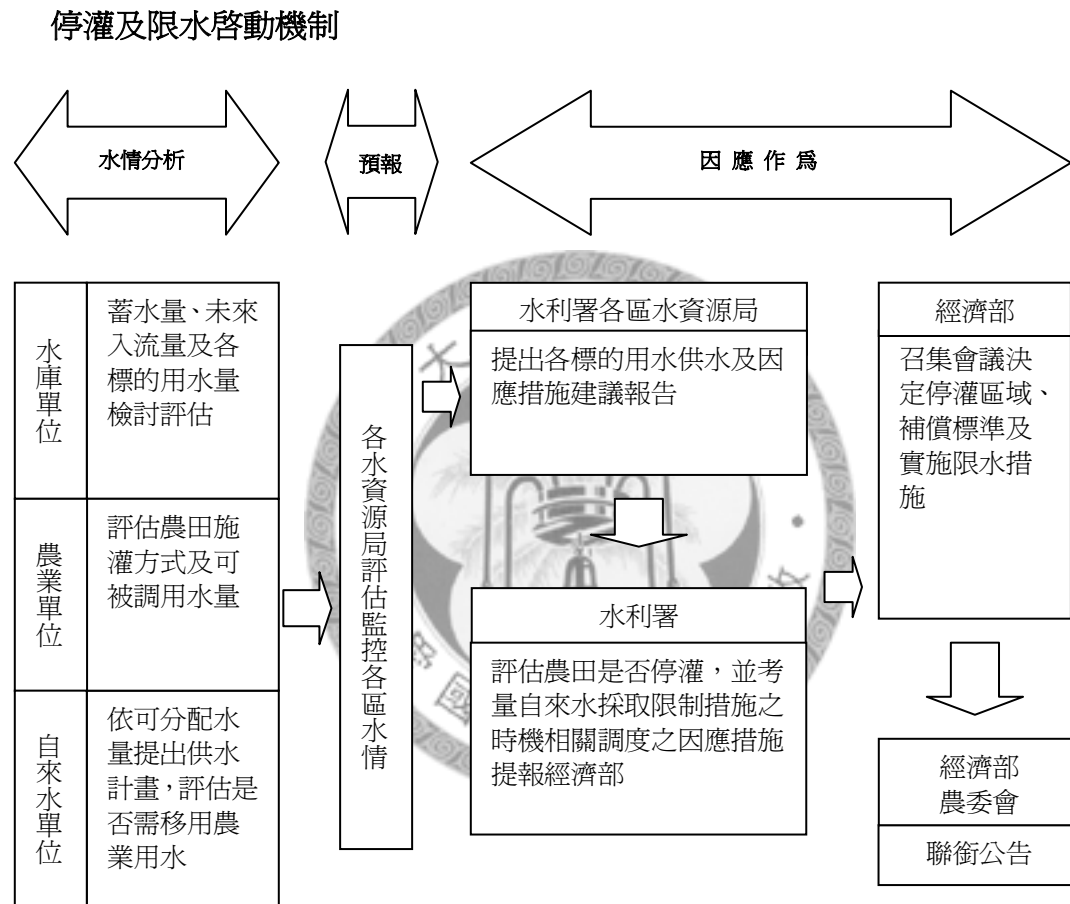 停灌及限水啓動機制
水情分析
預報
因 應 作 爲
水庫單位
蓄水量、未來
入流量及各
標的用水量
檢討評估
農業單位
評估農田施
灌方式及可
被調用水量
自來水單位
依可分配水
量提出供水
計畫，評估是
否需移用農
業用水
各水資源局評估監控各區水情
水利署各區水資源局
提出各標的用水供水及因
應措施建議報告
水利署
評估農田是否停灌，並考
量自來水採取限制措施之
時機相關調度之因應措施
提報經濟部
經濟部
召集會議決
定停灌區域、
補償標準及
實施限水措
施
經濟部
農委會
聯銜公告